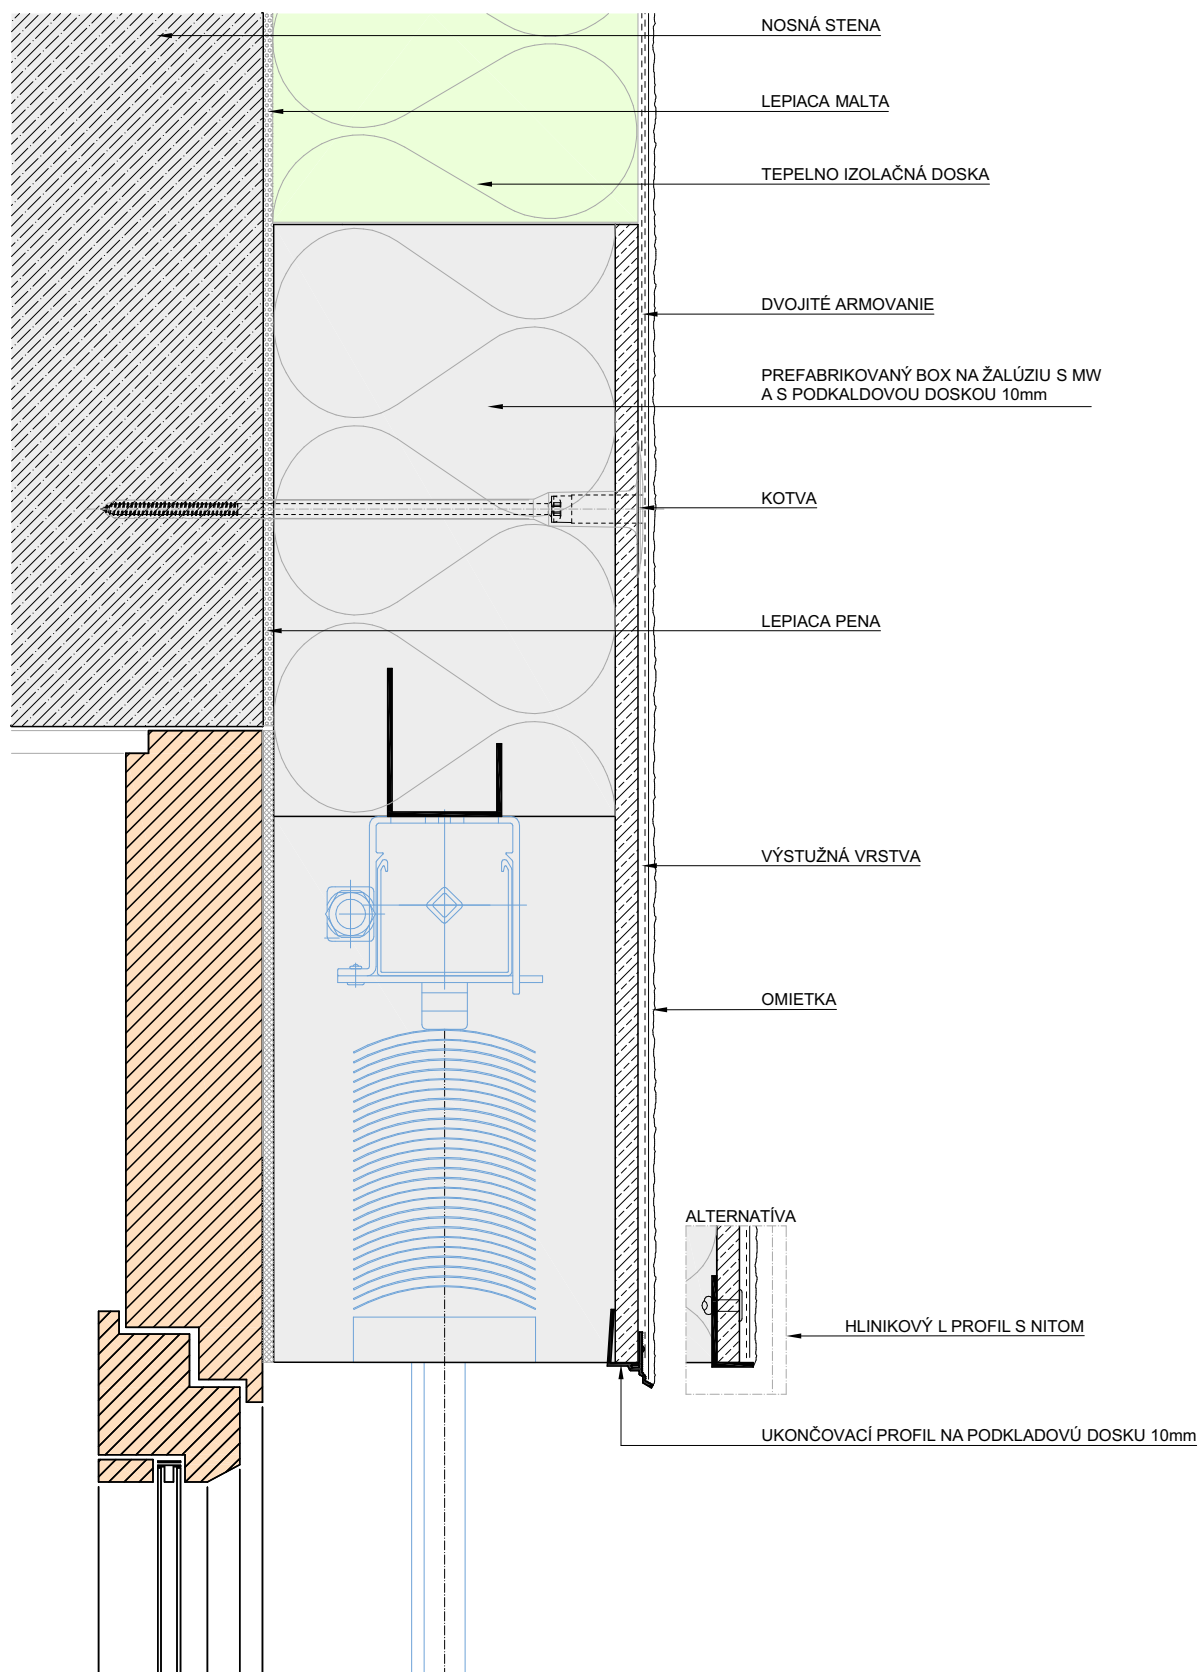 NOSNÁ STENA
LEPIACA MALTA
TEPELNO IZOLAČNÁ DOSKA
DVOJITÉ ARMOVANIE
PREFABRIKOVANÝ BOX NA ŽALÚZIU S MW
A S PODKALDOVOU DOSKOU 10mm
KOTVA
LEPIACA PENA
VÝSTUŽNÁ VRSTVA
OMIETKA
ALTERNATÍVA
HLINIKOVÝ L PROFIL S NITOM
UKONČOVACÍ PROFIL NA PODKLADOVÚ DOSKU 10mm